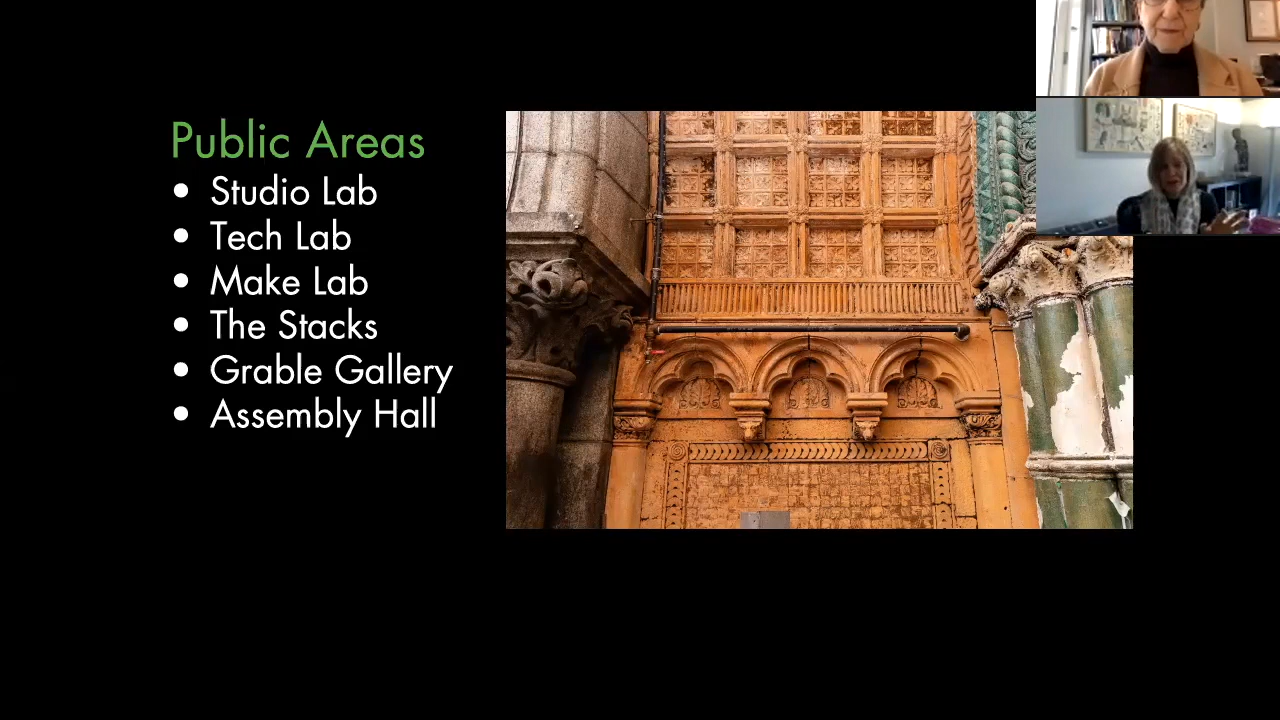 Public Areas
• Studio Lab
• Tech Lab
• Make Lab
• The Stacks
• Grable Gallery
• Assembly Hall